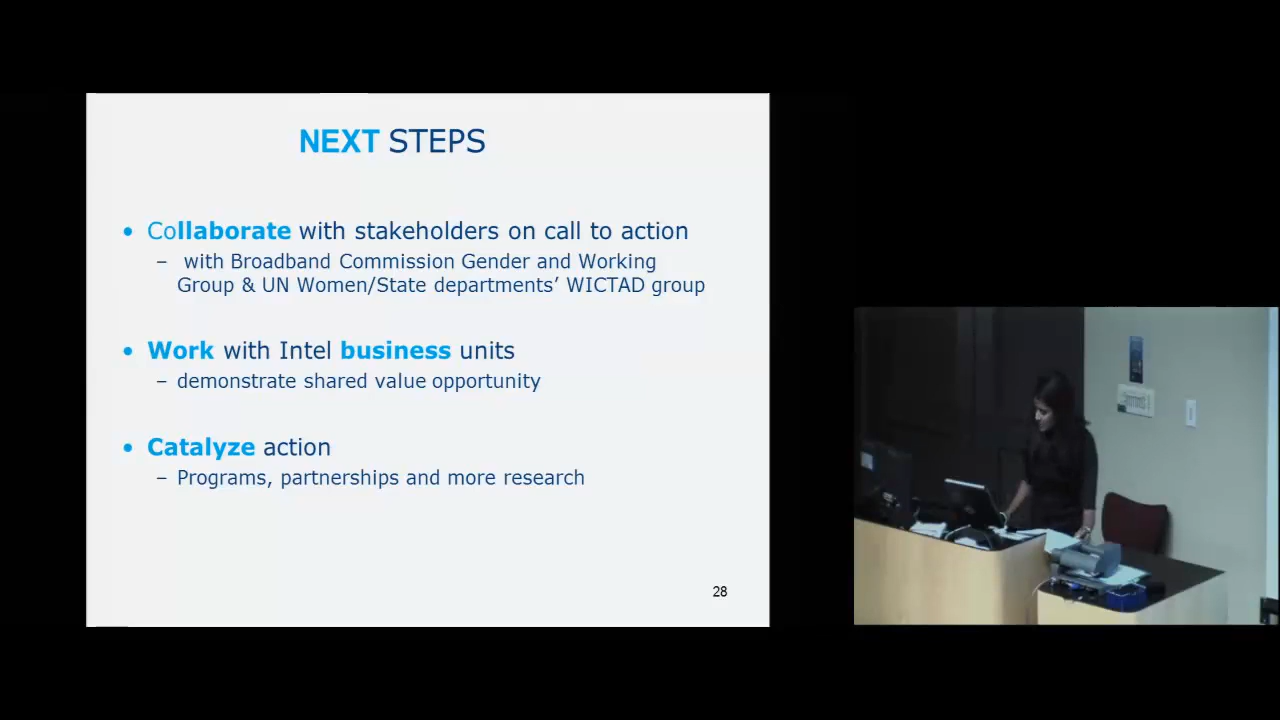 NEXT STEPS
• Collaborate with stakeholders on call to action
– with Broadband Commission Gender and Working
Group & UN Women/State departments’ WICTAD group
• Work with Intel business units
– demonstrate shared value opportunity
• Catalyze action
– Programs, partnerships and more research
28